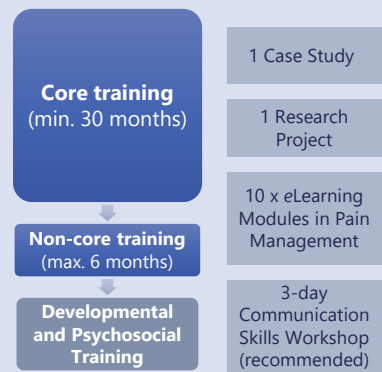 Core training
(min. 30 months)
Non-core training
(max. 6 months)
Developmental
and Psychosocial
Training
1 Case Study
1 Research
Project
10 x eLearning
Modules in Pain
Management
3-day
Communication
Skills Workshop
(recommended)